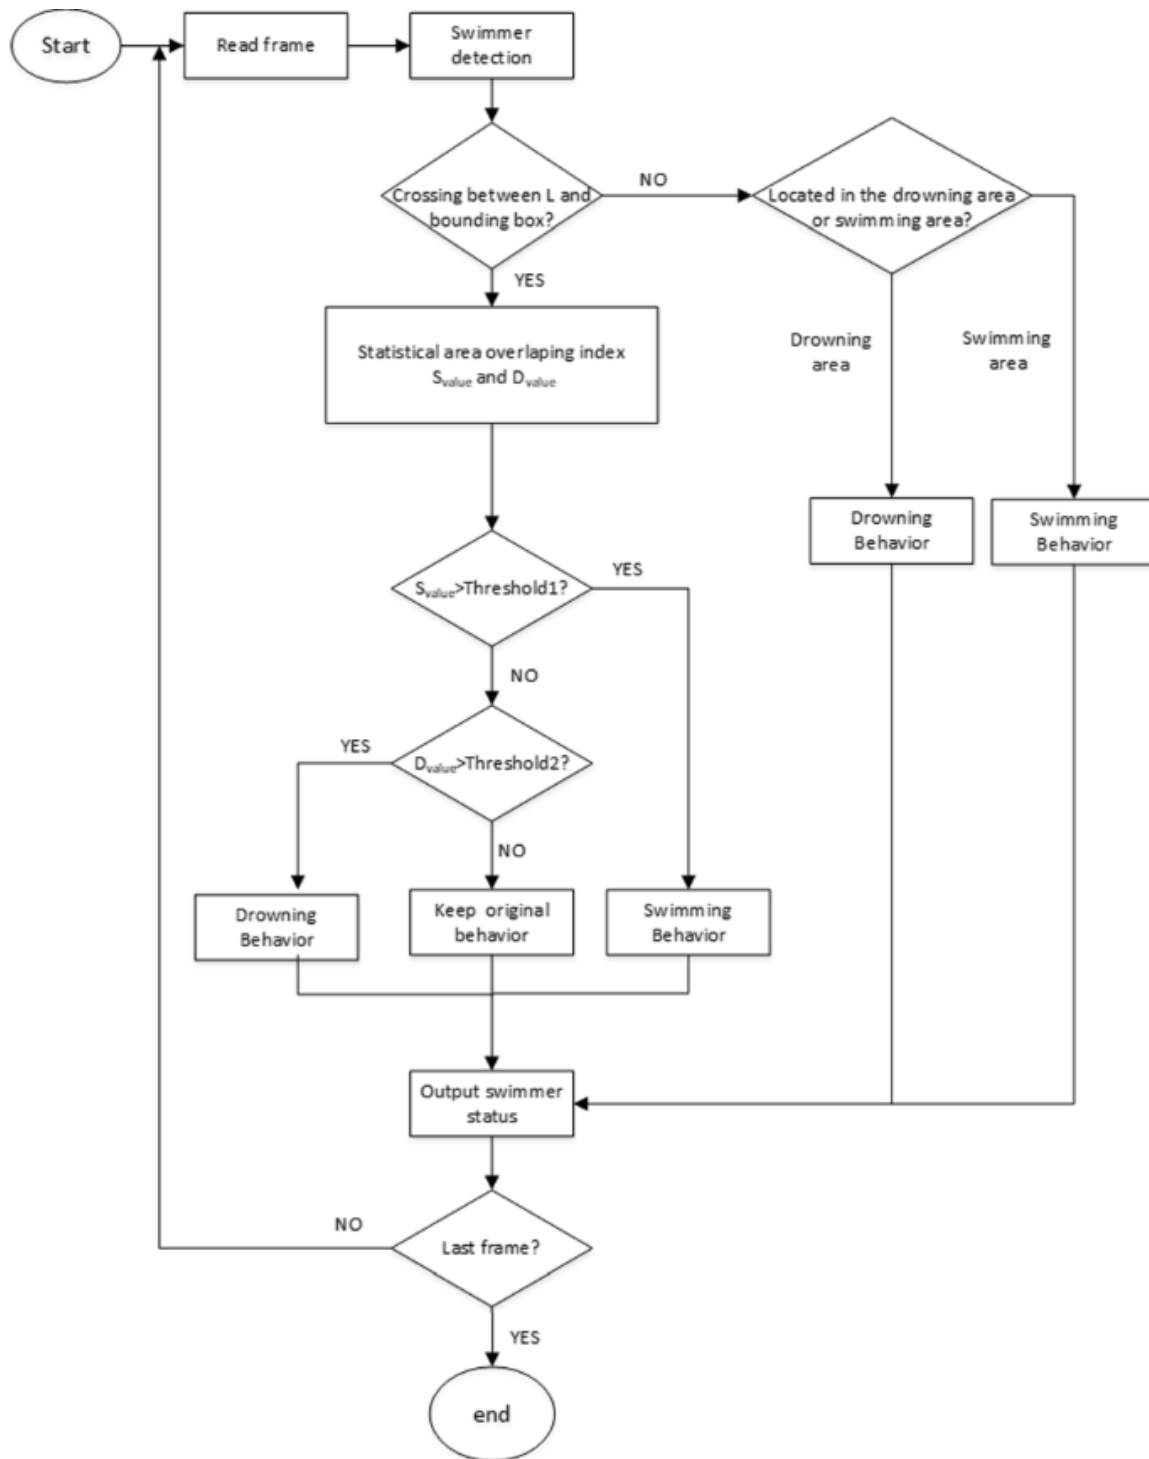 Start
Read frame
Swimmer
detection
Crossing between L and
bounding box?
NO
Located in the drowning area
or swimming area?
YES
Statistical area overlaping index
Svalue and Dvalue
Drowning
area
Swimming
area
Drowning
Behavior
Swimming
Behavior
Svalue>Threshold1?
YES
NO
YES
Dvalue>Threshold2?
NO
Drowning
Behavior
Keep original
behavior
Swimming
Behavior
Output swimmer
status
NO
Last frame?
YES
end